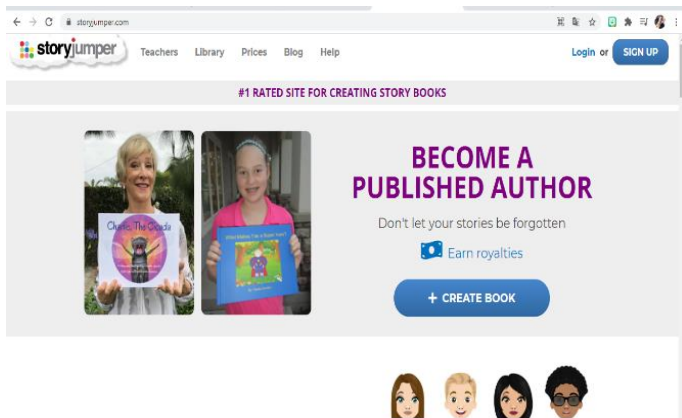 storyjumper.com
storyjumper
Teachers Library Prices Blog Help
Login or SIGN UP
#1 RATED SITE FOR CREATING STORY BOOKS
BECOME A
PUBLISHED AUTHOR
Don't let your stories be forgotten
Earn royalties
+ CREATE BOOK